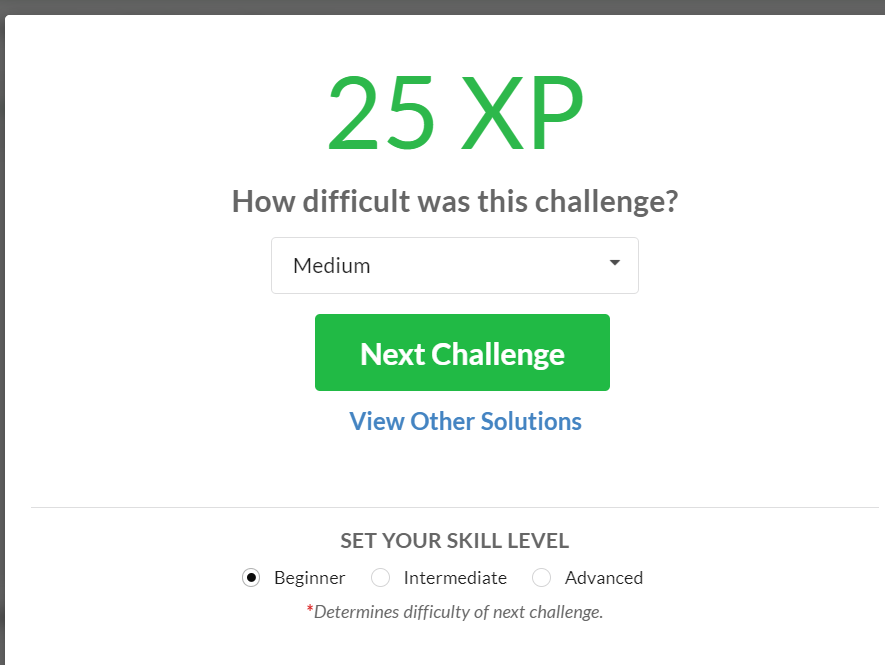 25 XP
How difficult was this challenge?
Medium
Next Challenge
View Other Solutions
SET YOUR SKILL LEVEL
Beginner Intermediate Advanced
*Determines difficulty of next challenge.